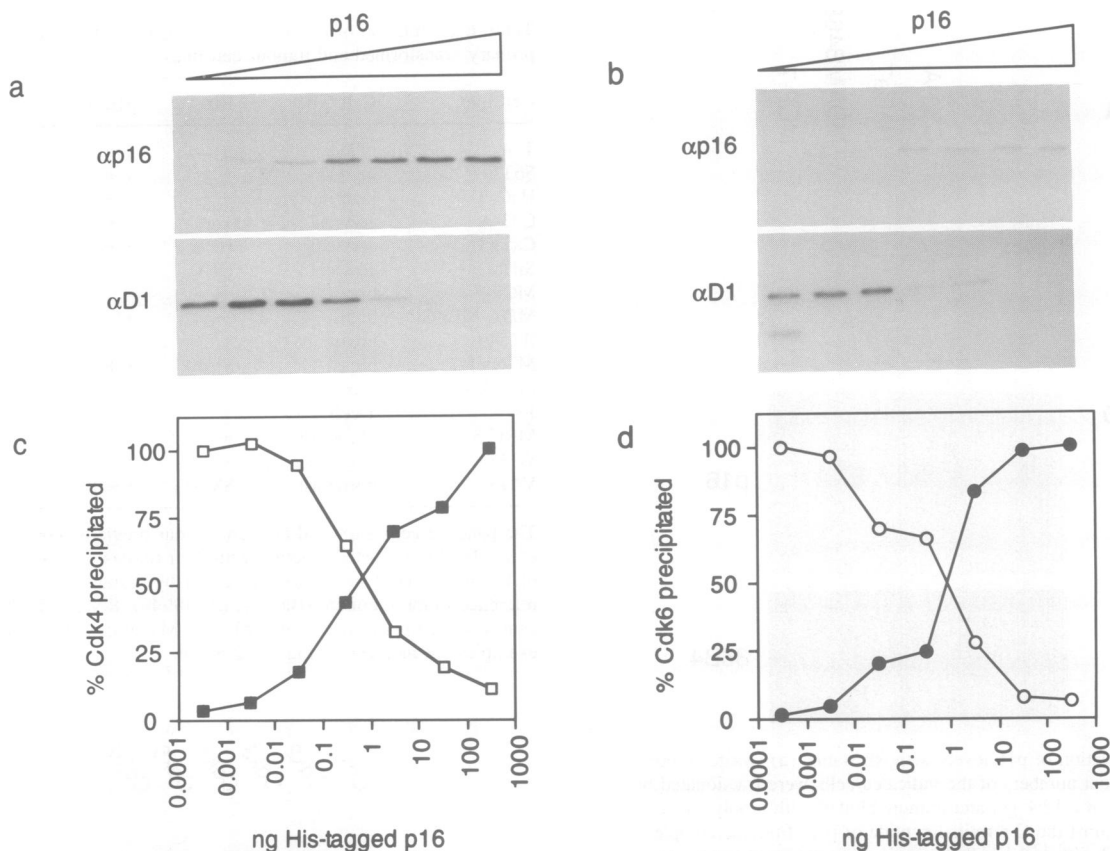 p16
a
αp16
αD1
p16
b
αp16
αD1
c
% Cdk4 precipitated
100
75
50
25
0
0.0001
0.001
0.01
0.1
1
10
100
1000
ng His-tagged p16
d
% Cdk6 precipitated
100
75
50
25
0
0.0001
0.001
0.01
0.1
1
10
100
1000
ng His-tagged p16